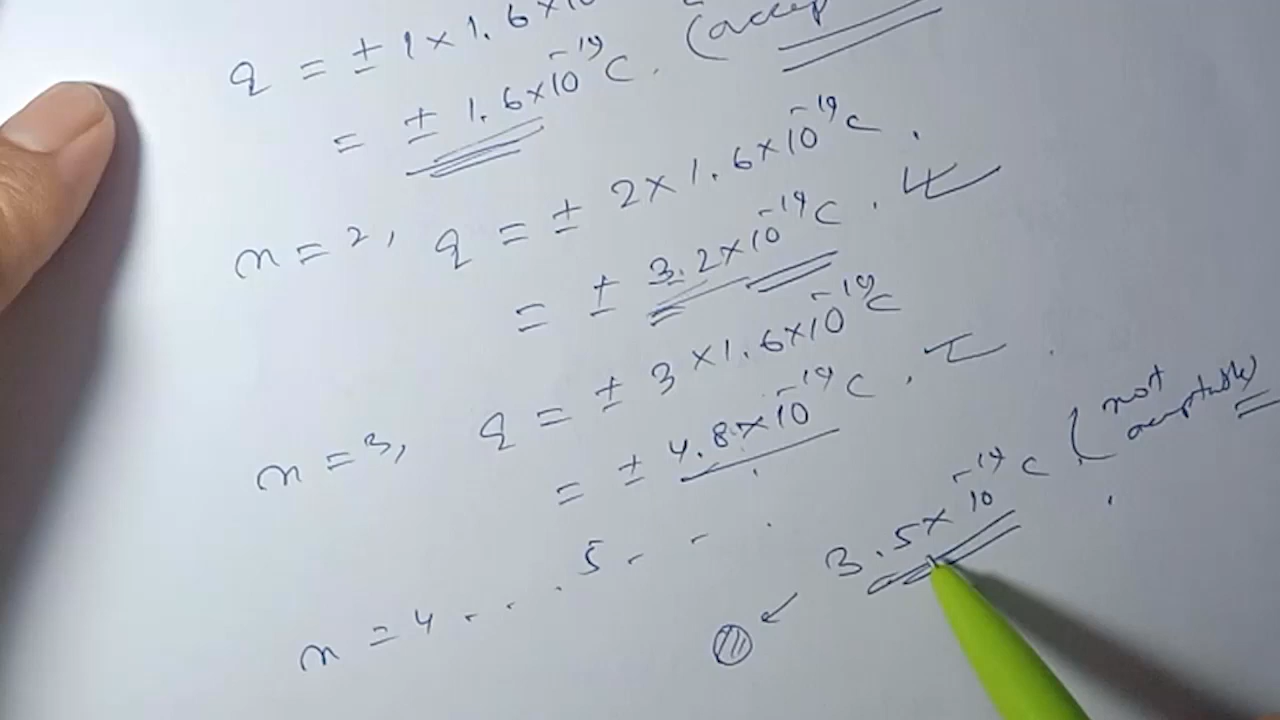 q = ± 1 × 1.6 × 10
= ± 1.6 × 10⁻¹⁹ C. (accep
n = 2, q = ± 2 × 1.6 × 10⁻¹⁹ C.
= ± 3.2 × 10⁻¹⁹ C.
n = 3, q = ± 3 × 1.6 × 10⁻¹⁹ C
= ± 4.8 × 10⁻¹⁹ C.
n = 4 - - . 5 - - .
3.5 × 10⁻¹⁹ C. (not
acceptable)